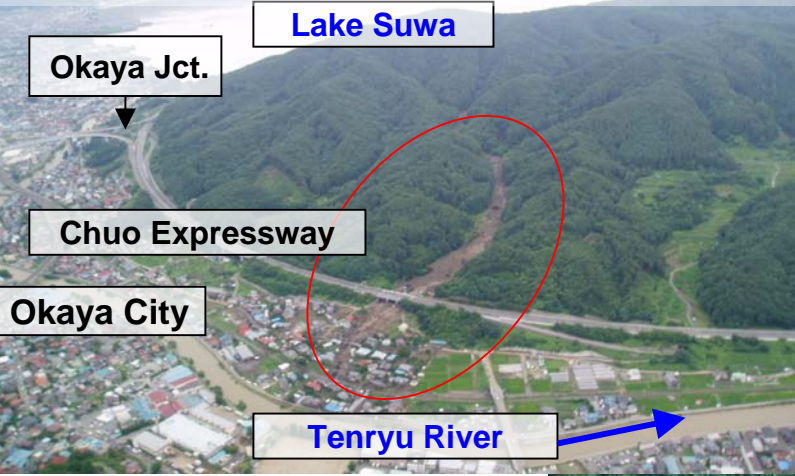 Lake Suwa
Okaya Jct.
Chuo Expressway
Okaya City
Tenryu River